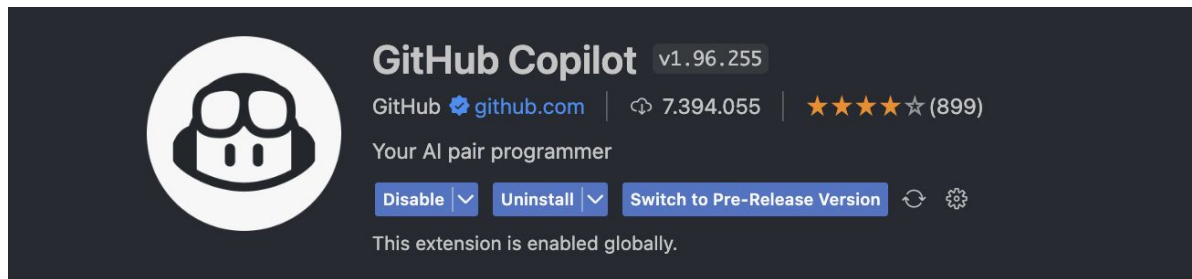 GitHub Copilot v1.96.255
GitHub github.com 7.394.055 (899)
Your AI pair programmer
Disable Uninstall Switch to Pre-Release Version
This extension is enabled globally.